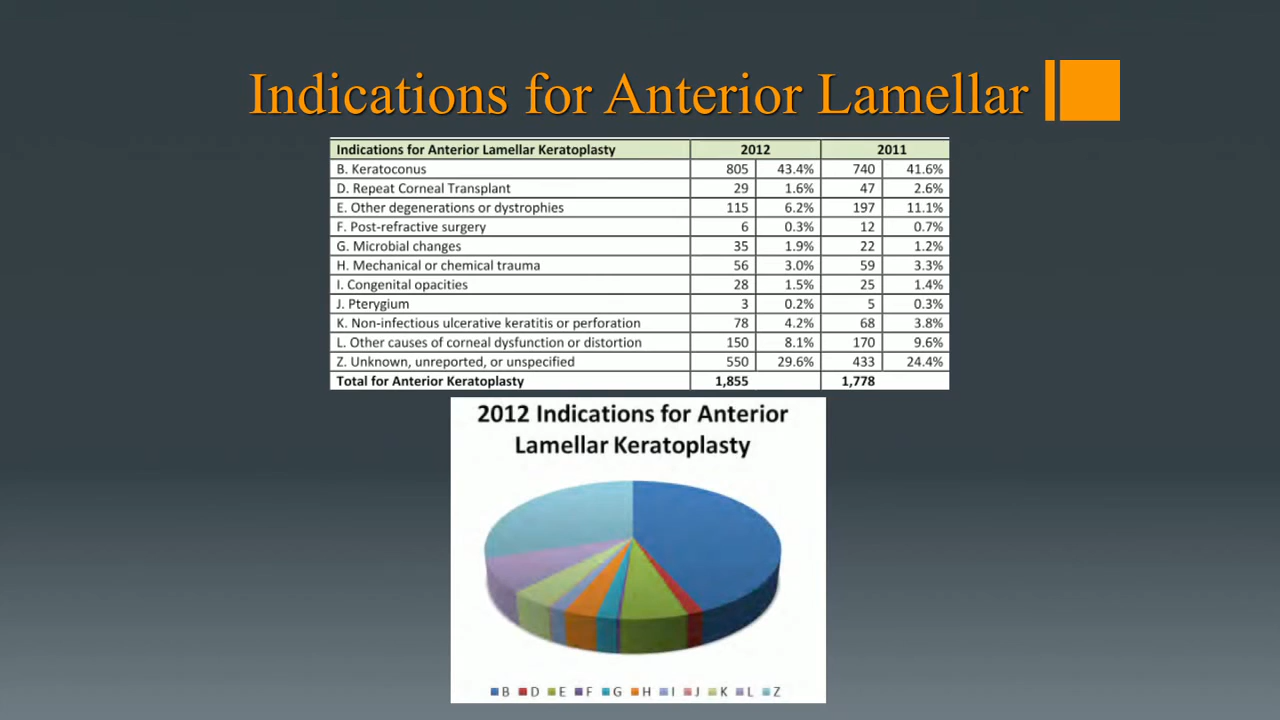 Indications for Anterior Lamellar
Indications for Anterior Lamellar Keratoplasty 2012 2011
B. Keratoconus 805 43.4% 740 41.6%
D. Repeat Corneal Transplant 29 1.6% 47 2.6%
E. Other degenerations or dystrophies 115 6.2% 197 11.1%
F. Post-refractive surgery 6 0.3% 12 0.7%
G. Microbial changes 35 1.9% 22 1.2%
H. Mechanical or chemical trauma 56 3.0% 59 3.3%
I. Congenital opacities 28 1.5% 25 1.4%
J. Pterygium 3 0.2% 5 0.3%
K. Non-infectious ulcerative keratitis or perforation 78 4.2% 68 3.8%
L. Other causes of corneal dysfunction or distortion 150 8.1% 170 9.6%
Z. Unknown, unreported, or unspecified 550 29.6% 433 24.4%
Total for Anterior Keratoplasty 1,855 1,778
2012 Indications for Anterior
Lamellar Keratoplasty
B D E F G H I J K L Z